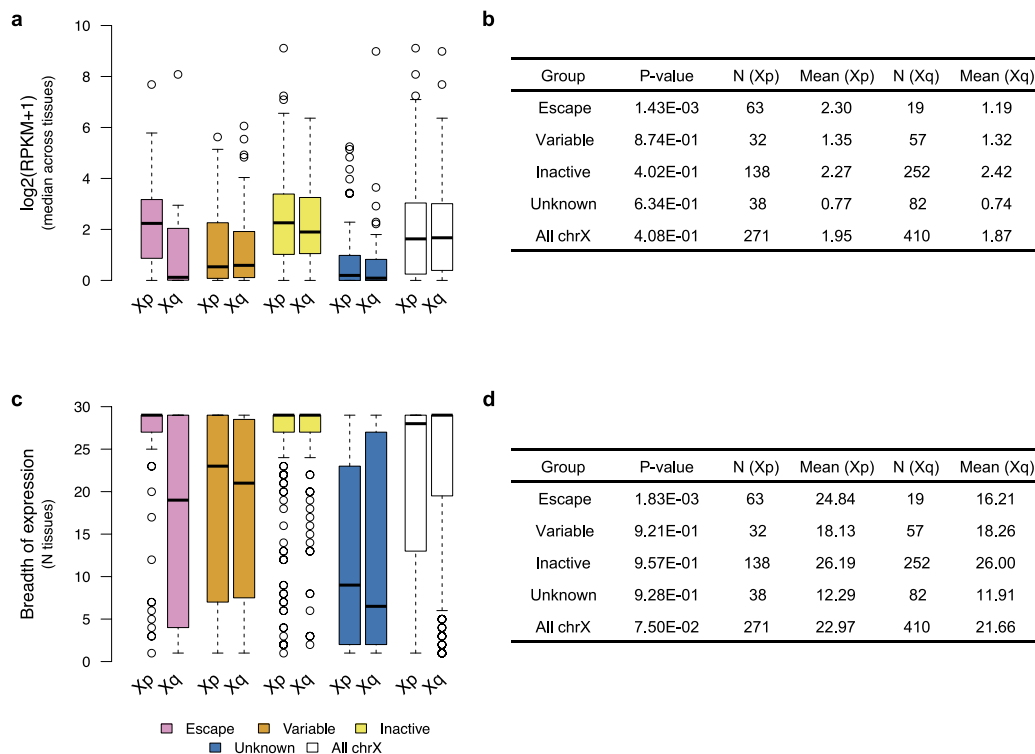 a
log2(RPKM+1)
(median across tissues)
10
8
6
4
2
0
Xp Xq Xp Xq Xp Xq Xp Xq Xp Xq
b
Group P-value N (Xp) Mean (Xp) N (Xq) Mean (Xq)
Escape 1.43E-03 63 2.30 19 1.19
Variable 8.74E-01 32 1.35 57 1.32
Inactive 4.02E-01 138 2.27 252 2.42
Unknown 6.34E-01 38 0.77 82 0.74
All chrX 4.08E-01 271 1.95 410 1.87
c
Breadth of expression
(N tissues)
30
25
20
15
10
5
0
Xp Xq Xp Xq Xp Xq Xp Xq Xp Xq
Escape Variable Inactive
Unknown All chrX
d
Group P-value N (Xp) Mean (Xp) N (Xq) Mean (Xq)
Escape 1.83E-03 63 24.84 19 16.21
Variable 9.21E-01 32 18.13 57 18.26
Inactive 9.57E-01 138 26.19 252 26.00
Unknown 9.28E-01 38 12.29 82 11.91
All chrX 7.50E-02 271 22.97 410 21.66